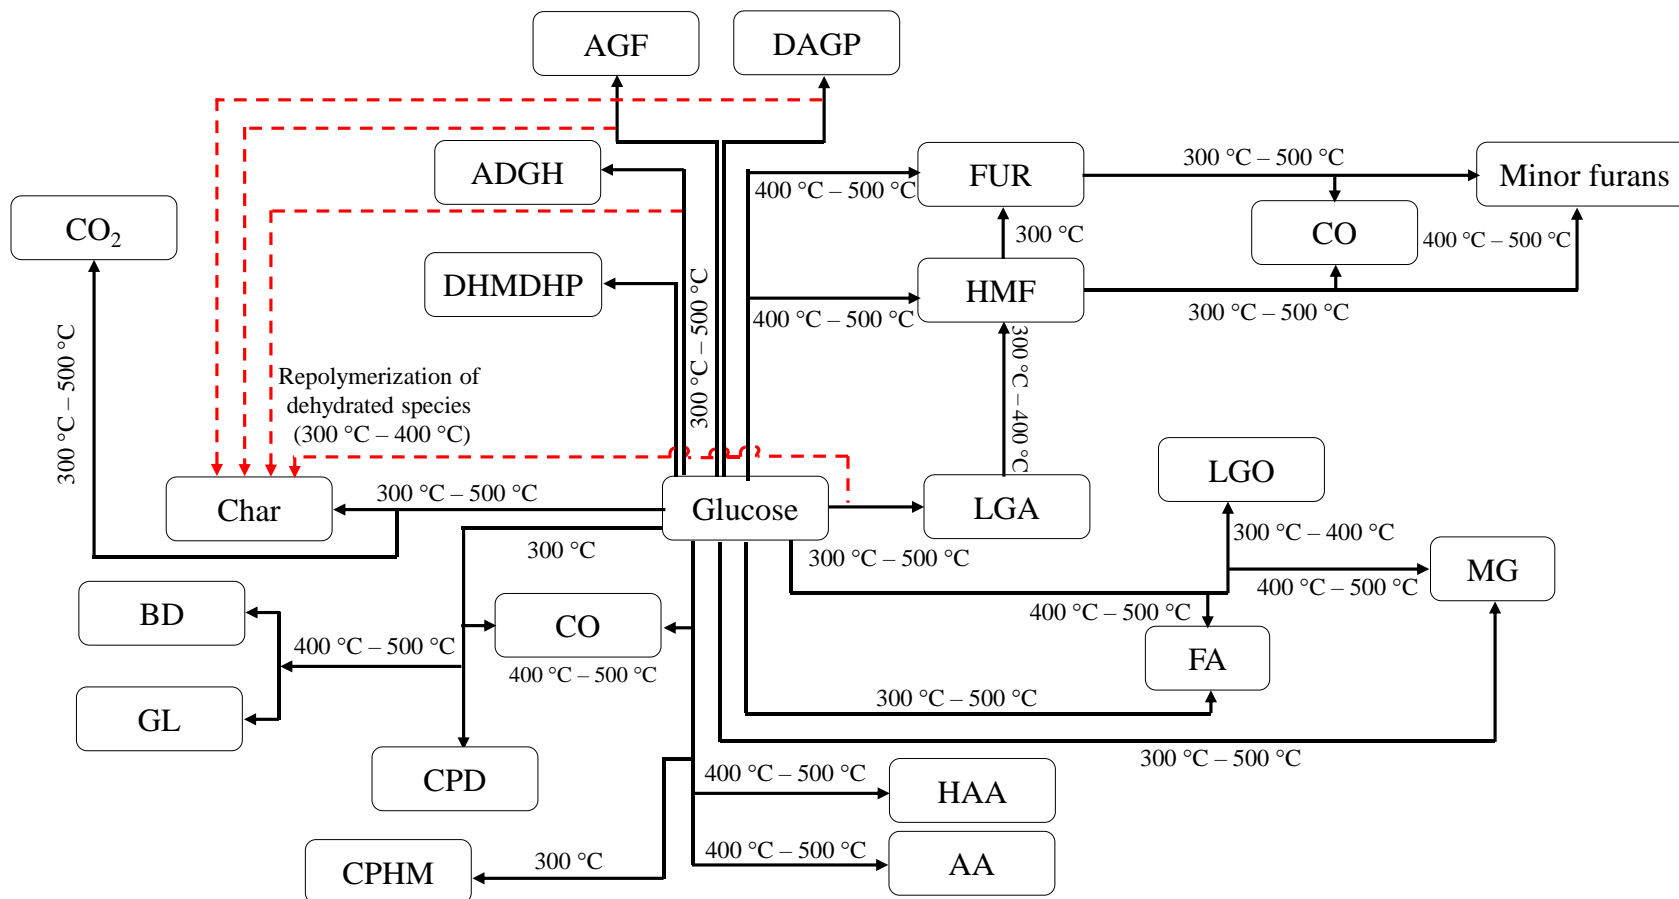 AGF
DAGP
ADGH
FUR
300 °C – 500 °C
Minor furans
400 °C – 500 °C
CO₂
300 °C
CO
400 °C – 500 °C
DHMDHP
HMF
400 °C – 500 °C
300 °C – 500 °C
300 °C – 500 °C
300 °C – 500 °C
300 °C – 400 °C
Repolymerization of
dehydrated species
(300 °C – 400 °C)
Char
300 °C – 500 °C
Glucose
LGA
LGO
300 °C
300 °C – 500 °C
300 °C – 400 °C
MG
400 °C – 500 °C
BD
CO
400 °C – 500 °C
400 °C – 500 °C
400 °C – 500 °C
FA
GL
300 °C – 500 °C
300 °C – 500 °C
CPD
400 °C – 500 °C
HAA
CPHM
300 °C
400 °C – 500 °C
AA